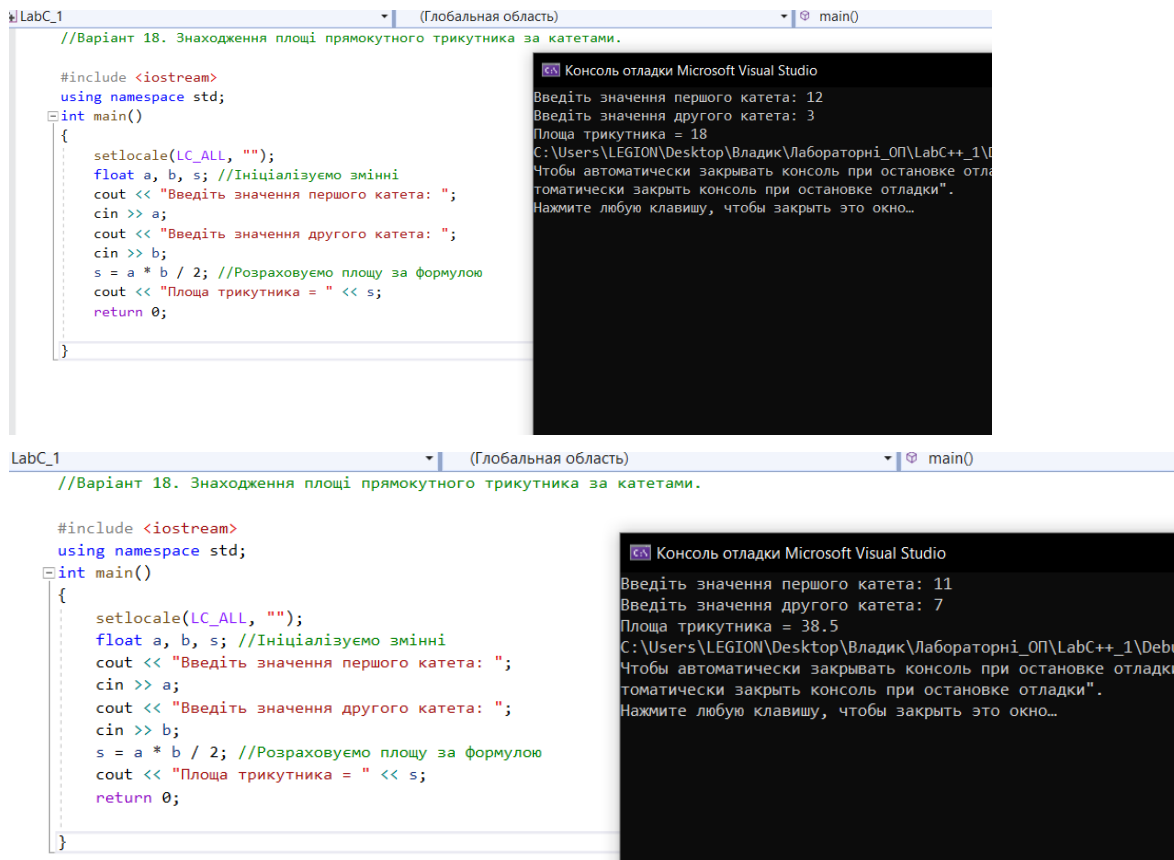 LabC_1 (Глобальная область) main()
//Варіант 18. Знаходження площі прямокутного трикутника за катетами.
#include <iostream>
using namespace std;
int main()
{
setlocale(LC_ALL, "");
float a, b, s; //Ініціалізуємо змінні
cout << "Введіть значення першого катета: ";
cin >> a;
cout << "Введіть значення другого катета: ";
cin >> b;
s = a * b / 2; //Розраховуємо площу за формулою
cout << "Площа трикутника = " << s;
return 0;
}
Консоль отладки Microsoft Visual Studio
Введіть значення першого катета: 12
Введіть значення другого катета: 3
Площа трикутника = 18
C:\Users\LEGION\Desktop\Владик\Лабораторні_ОП\LabC++_1\
Чтобы автоматически закрывать консоль при остановке отла
томатически закрыть консоль при остановке отладки".
Нажмите любую клавишу, чтобы закрыть это окно…
LabC_1 (Глобальная область) main()
//Варіант 18. Знаходження площі прямокутного трикутника за катетами.
#include <iostream>
using namespace std;
int main()
{
setlocale(LC_ALL, "");
float a, b, s; //Ініціалізуємо змінні
cout << "Введіть значення першого катета: ";
cin >> a;
cout << "Введіть значення другого катета: ";
cin >> b;
s = a * b / 2; //Розраховуємо площу за формулою
cout << "Площа трикутника = " << s;
return 0;
}
Консоль отладки Microsoft Visual Studio
Введіть значення першого катета: 11
Введіть значення другого катета: 7
Площа трикутника = 38.5
C:\Users\LEGION\Desktop\Владик\Лабораторні_ОП\LabC++_1\Debu
Чтобы автоматически закрывать консоль при остановке отладки
томатически закрыть консоль при остановке отладки".
Нажмите любую клавишу, чтобы закрыть это окно…